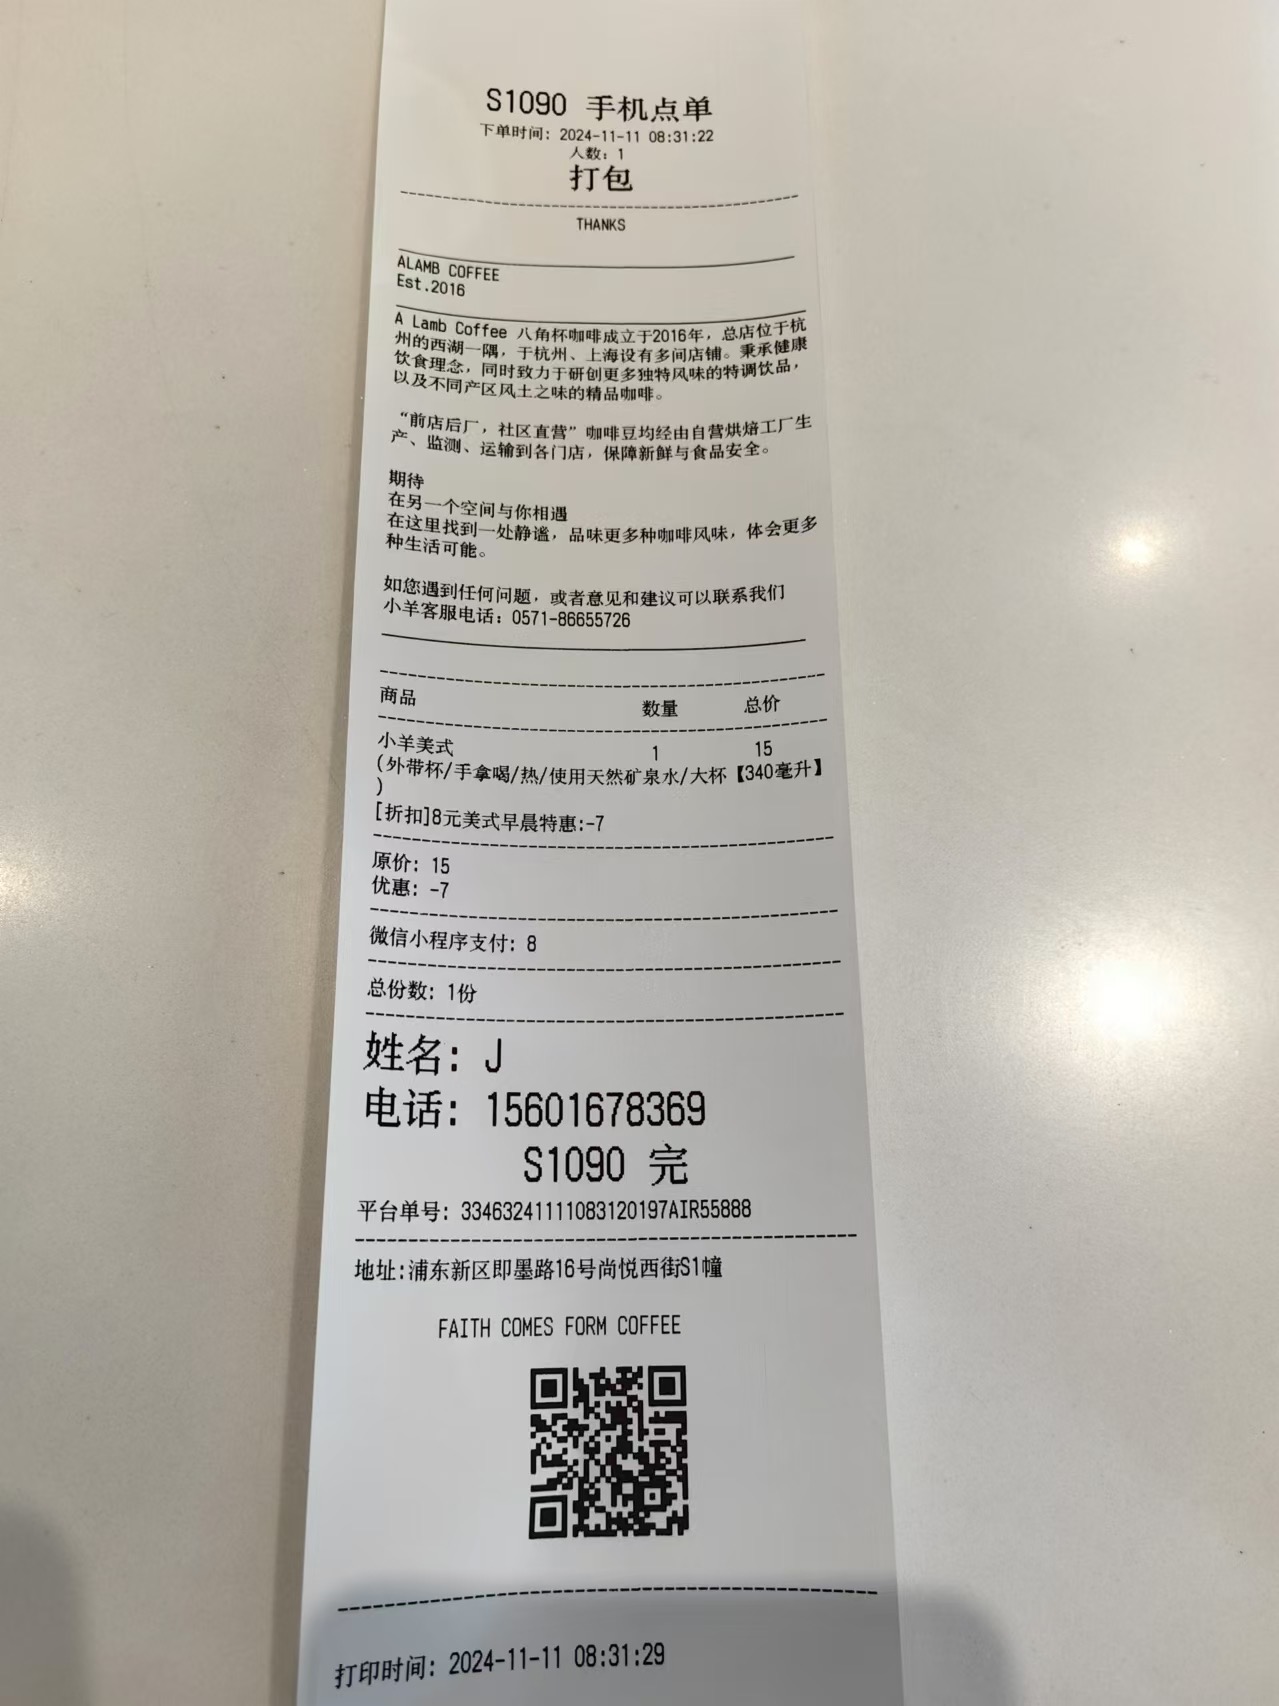 S1090 手机点单
下单时间: 2024-11-11 08:31:22
人数: 1
打包
THANKS
ALAMB COFFEE
Est.2016
A Lamb Coffee 八角杯咖啡成立于2016年，总店位于杭
州的西湖一隅，于杭州、上海设有多间店铺。秉承健康
饮食理念，同时致力于研创更多独特风味的特调饮品，
以及不同产区风土之味的精品咖啡。
“前店后厂，社区直营”咖啡豆均经由自营烘焙工厂生
产、监测、运输到各门店，保障新鲜与食品安全。
期待
在另一个空间与你相遇
在这里找到一处静谧，品味更多种咖啡风味，体会更多
种生活可能。
如您遇到任何问题，或者意见和建议可以联系我们
小羊客服电话：0571-86655726
商品 数量 总价
小羊美式 1 15
(外带杯/手拿喝/热/使用天然矿泉水/大杯【340毫升】
)
[折扣]8元美式早晨特惠:-7
原价: 15
优惠: -7
微信小程序支付: 8
总份数: 1份
姓名: J
电话: 15601678369
S1090 完
平台单号: 33463241111083120197AIR55888
地址:浦东新区即墨路16号尚悦西街S1幢
FAITH COMES FORM COFFEE
打印时间: 2024-11-11 08:31:29